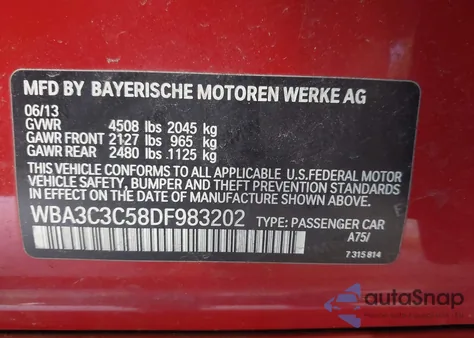 MFD BY BAYERISCHE MOTOREN WERKE AG
06/13
GVWR 4508 lbs 2045 kg
GAWR FRONT 2127 lbs 965 kg
GAWR REAR 2480 lbs 1125 kg
THIS VEHICLE CONFORMS TO ALL APPLICABLE U.S.FEDERAL MOTOR
VEHICLE SAFETY, BUMPER AND THEFT PREVENTION STANDARDS
IN EFFECT ON THE DATE OF MANUFACTURE SHOWN ABOVE.
WBA3C3C58DF983202 TYPE: PASSENGER CAR
A75/
7 315 814
autoSnap